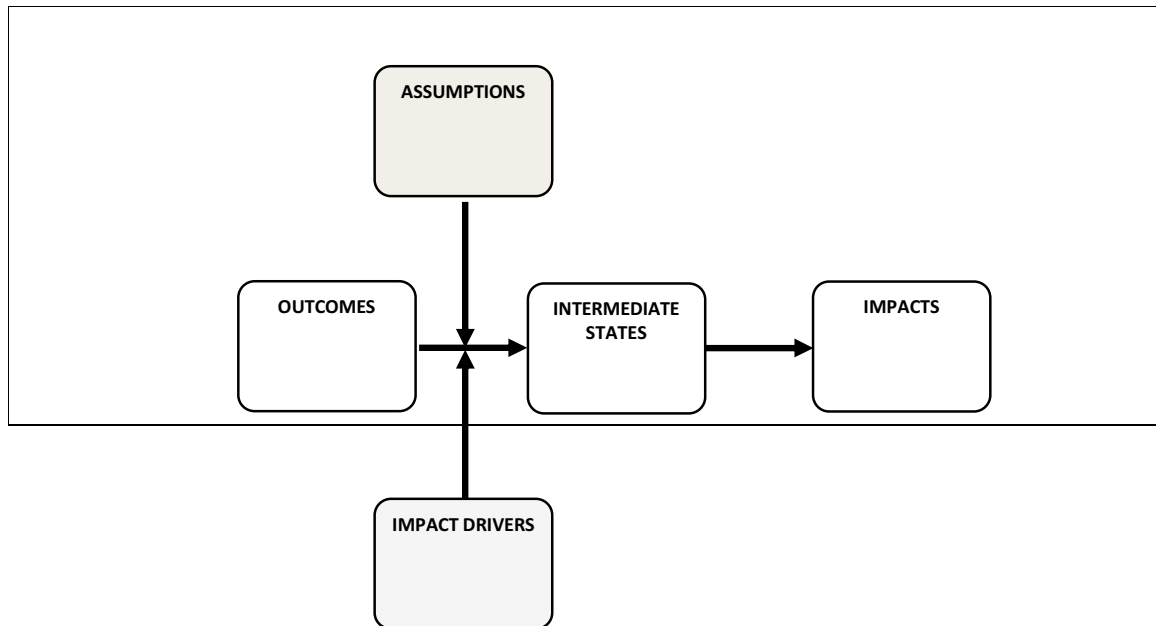 ASSUMPTIONS
OUTCOMES
INTERMEDIATE
STATES
IMPACTS
IMPACT DRIVERS